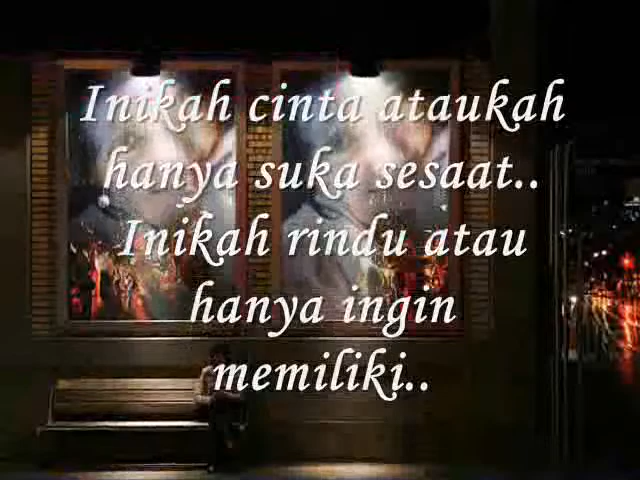 Inikah cinta ataukah
hanya suka sesaat..
Inikah rindu atau
hanya ingin
memiliki..